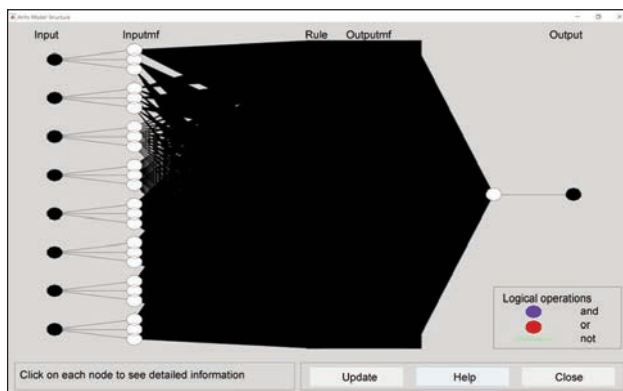 Anfis Model Structure
Input Inputmf Rule Outputmf Output
Logical operations
and
or
not
Click on each node to see detailed information
Update Help Close